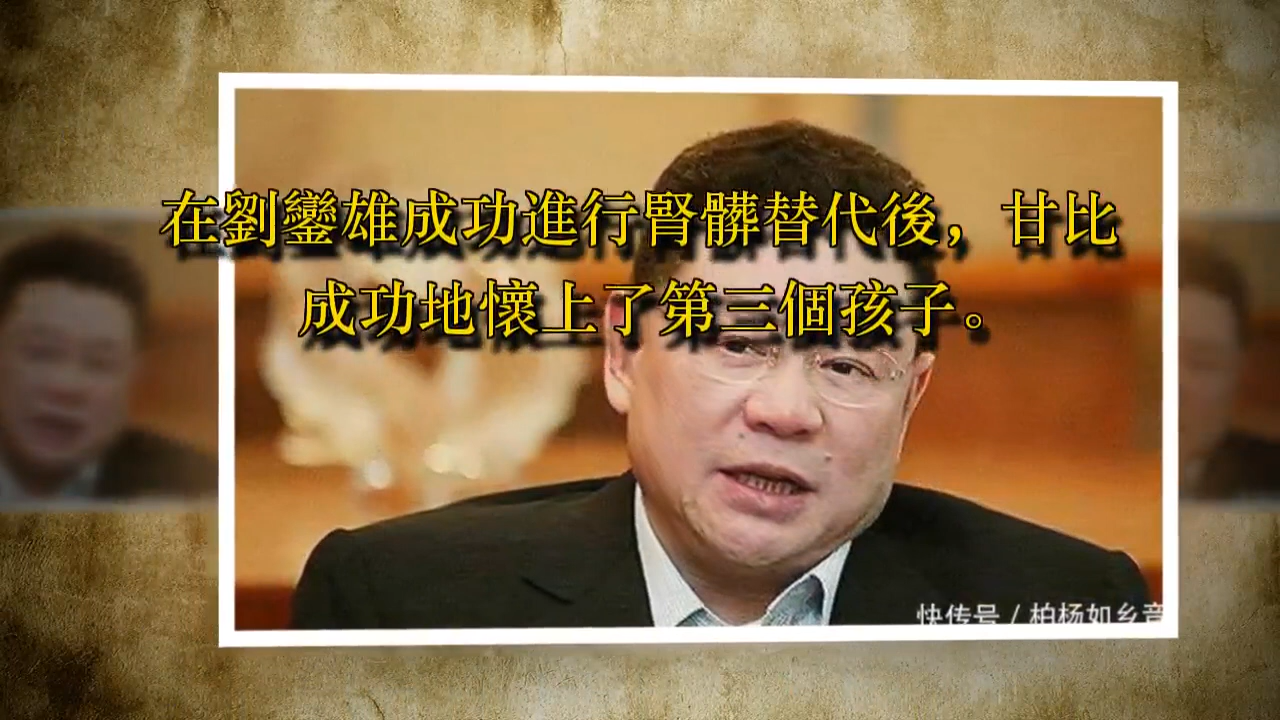 在劉鑾雄成功進行腎髒替代後，甘比
成功地懷上了第三個孩子。
快传号 / 柏杨如乡音